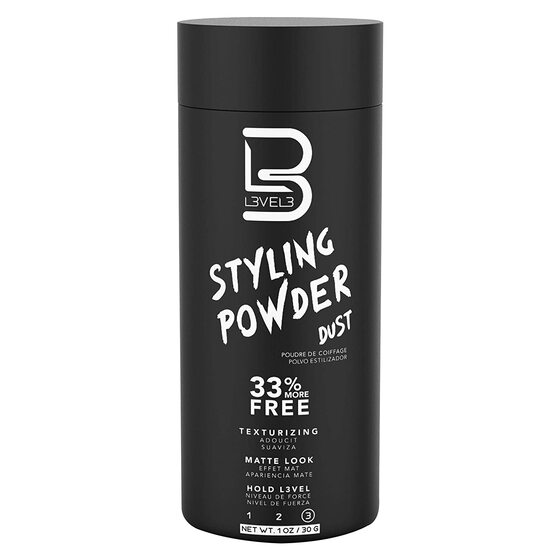 L3VEL3
STYLING
POWDER
DUST
POUDRE DE COIFFAGE
POLVO ESTILIZADOR
33% MORE
FREE
TEXTURIZING
ADOUCIT
SUAVIZA
MATTE LOOK
EFFET MAT
APARIENCIA MATE
HOLD L3VEL
NIVEAU DE FORCE
NIVEL DE FUERZA
1 2 3
NET WT. 1 OZ / 30 G